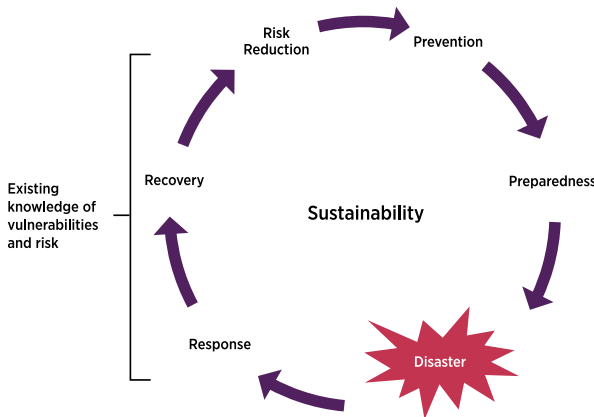 Risk
Reduction
Prevention
Preparedness
Disaster
Response
Recovery
Existing
knowledge of
vulnerabilities
and risk
Sustainability